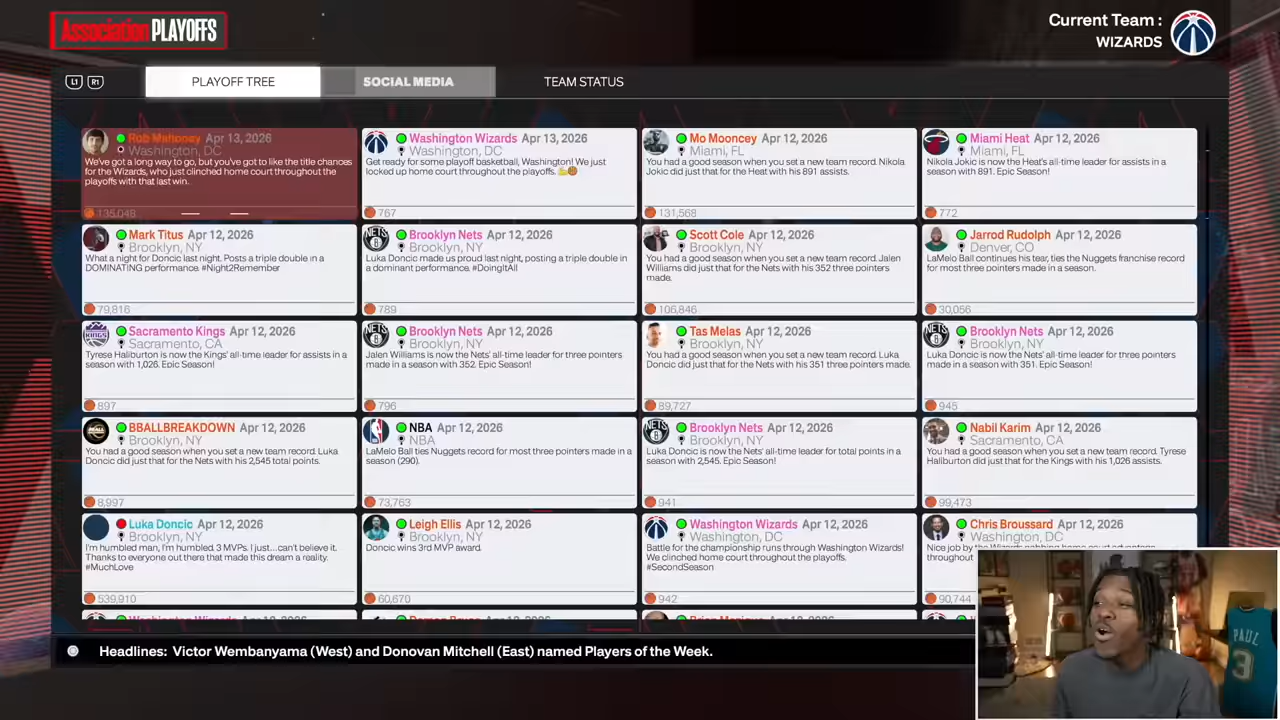 Association PLAYOFFS
Current Team :
WIZARDS
L1 R1
PLAYOFF TREE
SOCIAL MEDIA
TEAM STATUS
Rob Mahoney Apr 13, 2026
Washington, DC
We've got a long way to go, but you've got to like the title chances
for the Wizards, who just clinched home court throughout the
playoffs with that last win.
135,048
Washington Wizards Apr 13, 2026
Washington, DC
Get ready for some playoff basketball, Washington! We just
locked up home court throughout the playoffs. 💪🏀
767
Mo Mooncey Apr 12, 2026
Miami, FL
You had a good season when you set a new team record. Nikola
Jokic did just that for the Heat with his 891 assists.
131,568
Miami Heat Apr 12, 2026
Miami, FL
Nikola Jokic is now the Heat's all-time leader for assists in a
season with 891. Epic Season!
772
Mark Titus Apr 12, 2026
Brooklyn, NY
What a night for Doncic last night. Posts a triple double in a
DOMINATING performance. #Night2Remember
79,816
Brooklyn Nets Apr 12, 2026
Brooklyn, NY
Luka Doncic made us proud last night, posting a triple double in
a dominant performance. #DoingItAll
789
Scott Cole Apr 12, 2026
Brooklyn, NY
You had a good season when you set a new team record. Jalen
Williams did just that for the Nets with his 352 three pointers
made.
106,846
Jarrod Rudolph Apr 12, 2026
Denver, CO
LaMelo Ball continues his tear, ties the Nuggets franchise record
for most three pointers made in a season.
30,056
Sacramento Kings Apr 12, 2026
Sacramento, CA
Tyrese Haliburton is now the Kings' all-time leader for assists in a
season with 1,026. Epic Season!
897
Brooklyn Nets Apr 12, 2026
Brooklyn, NY
Jalen Williams is now the Nets' all-time leader for three pointers
made in a season with 352. Epic Season!
796
Tas Melas Apr 12, 2026
Brooklyn, NY
You had a good season when you set a new team record. Luka
Doncic did just that for the Nets with his 351 three pointers made.
89,727
Brooklyn Nets Apr 12, 2026
Brooklyn, NY
Luka Doncic is now the Nets' all-time leader for three pointers
made in a season with 351. Epic Season!
945
BBALLBREAKDOWN Apr 12, 2026
Brooklyn, NY
You had a good season when you set a new team record. Luka
Doncic did just that for the Nets with his 2,545 total points.
8,997
NBA Apr 12, 2026
NBA
LaMelo Ball ties Nuggets record for most three pointers made in a
season (290).
73,763
Brooklyn Nets Apr 12, 2026
Brooklyn, NY
Luka Doncic is now the Nets' all-time leader for total points in a
season with 2,545. Epic Season!
941
Nabil Karim Apr 12, 2026
Sacramento, CA
You had a good season when you set a new team record. Tyrese
Haliburton did just that for the Kings with his 1,026 assists.
99,473
Luka Doncic Apr 12, 2026
Brooklyn, NY
I'm humbled man, I'm humbled. 3 MVPs. I just...can't believe it.
Thanks to everyone out there that made this dream a reality.
#MuchLove
539,910
Leigh Ellis Apr 12, 2026
Brooklyn, NY
Doncic wins 3rd MVP award.
60,670
Washington Wizards Apr 12, 2026
Washington, DC
Battle for the championship runs through Washington Wizards!
We clinched home court throughout the playoffs.
#SecondSeason
942
Chris Broussard Apr 12, 2026
Washington, DC
Nice job by the Wizards
throughout
90,744
Headlines: Victor Wembanyama (West) and Donovan Mitchell (East) named Players of the Week.
PAUL
3